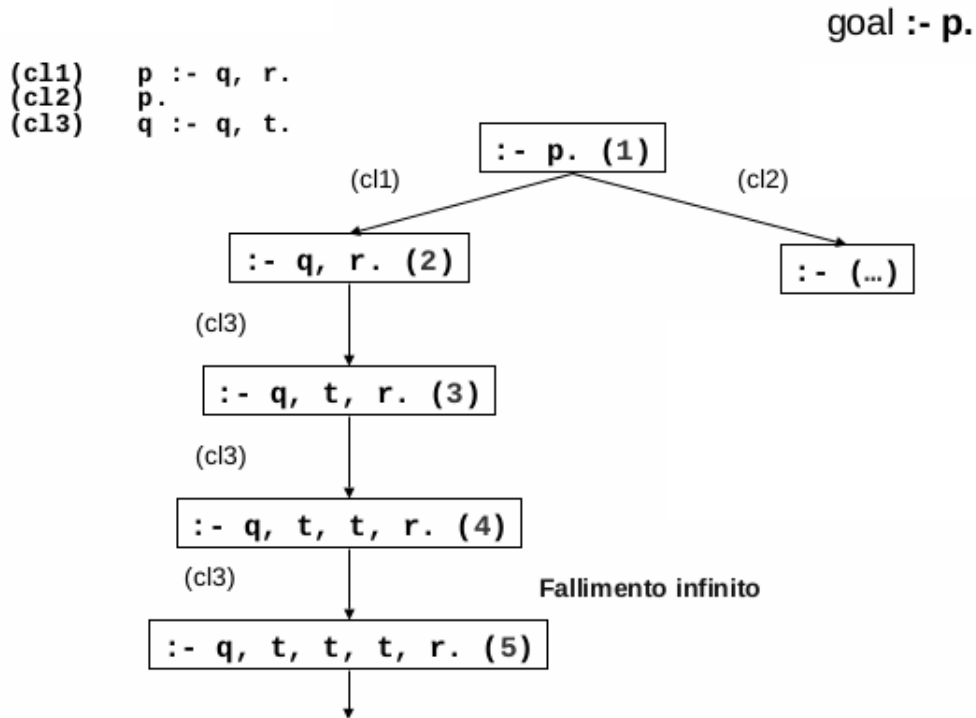 goal :- p.
(cl1) p :- q, r.
(cl2) p.
(cl3) q :- q, t.
:- p. (1)
(cl1)
(cl2)
:- q, r. (2)
:- (…)
(cl3)
:- q, t, r. (3)
(cl3)
:- q, t, t, r. (4)
(cl3)
Fallimento infinito
:- q, t, t, t, r. (5)